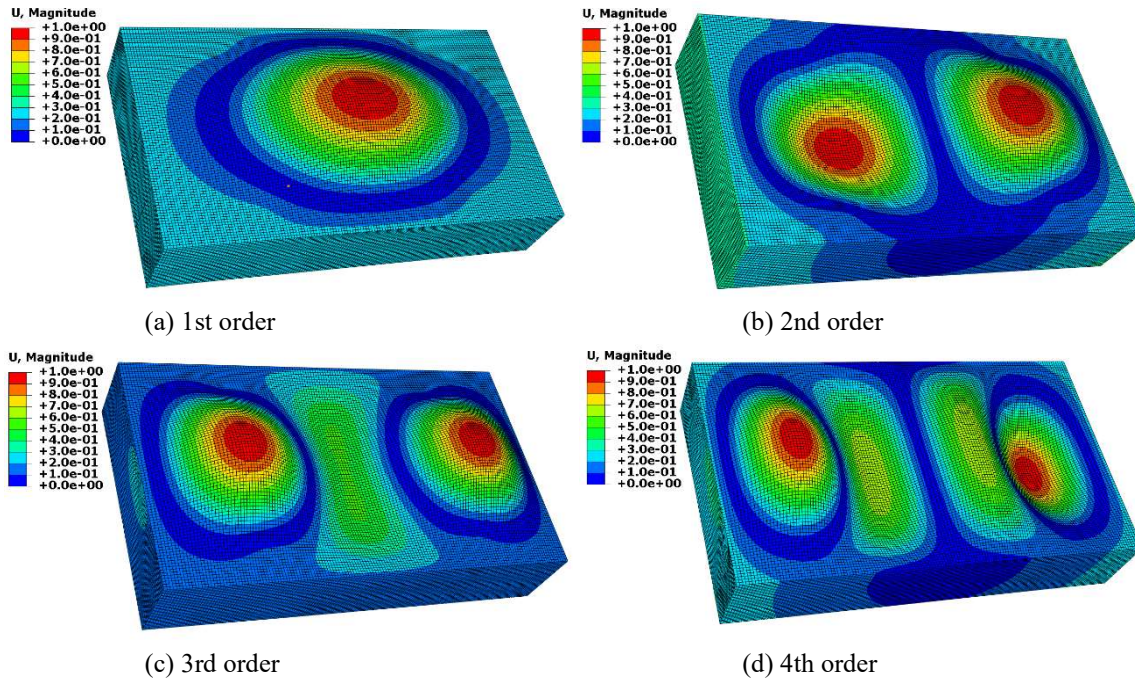 U, Magnitude
+1.0e+00
+9.0e-01
+8.0e-01
+7.0e-01
+6.0e-01
+5.0e-01
+4.0e-01
+3.0e-01
+2.0e-01
+1.0e-01
+0.0e+00
(a) 1st order
U, Magnitude
+1.0e+00
+9.0e-01
+8.0e-01
+7.0e-01
+6.0e-01
+5.0e-01
+4.0e-01
+3.0e-01
+2.0e-01
+1.0e-01
+0.0e+00
(b) 2nd order
U, Magnitude
+1.0e+00
+9.0e-01
+8.0e-01
+7.0e-01
+6.0e-01
+5.0e-01
+4.0e-01
+3.0e-01
+2.0e-01
+1.0e-01
+0.0e+00
(c) 3rd order
U, Magnitude
+1.0e+00
+9.0e-01
+8.0e-01
+7.0e-01
+6.0e-01
+5.0e-01
+4.0e-01
+3.0e-01
+2.0e-01
+1.0e-01
+0.0e+00
(d) 4th order